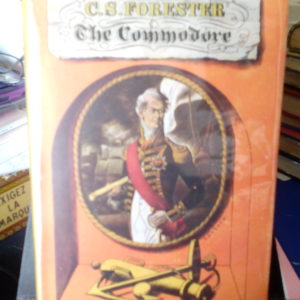 C. S. FORESTER
The Commodore
EXIGEZ
LA
MARQUE